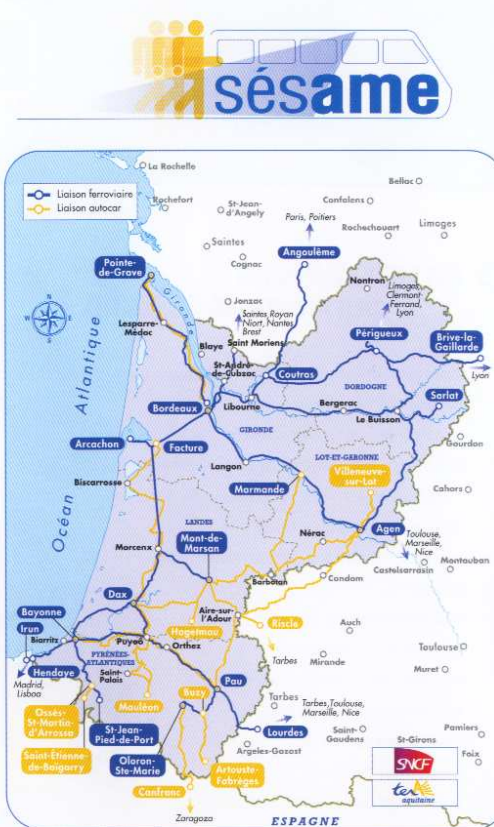 sésame
Liaison ferroviaire
Liaison autocar
La Rochelle
Rochefort
St-Jean-
d'Angely
Bellac
Confolens
Paris, Poitiers
Rochechouart
Limoges
Saintes
Cognac
Angoulême
Pointe-
de-Grave
Gironde
Jonzac
Nontron
Limoges,
Clermont-
Ferrand,
Lyon
Saintes Royan
Niort, Nantes
Brest
Lesparre-
Médoc
Blaye
Saint Mariens
St-André-
de-Cubzac
Périgueux
Brive-la-
Gaillarde
Lyon
Coutras
DORDOGNE
Océan Atlantique
Bordeaux
Libourne
Bergerac
Le Buisson
Sarlat
GIRONDE
Arcachon
Facture
Gourdon
Langon
LOT-ET-GARONNE
Biscarrosse
Marmande
Villeneuve-
sur-Lot
Cahors
LANDES
Agen
Toulouse,
Marseille,
Nice
Morcenx
Mont-de-
Marsan
Nérac
Castelsarrasin
Montauban
Barbotan
Condom
Dax
Bayonne
Aire-sur-
l'Adour
Irun
Biarritz
Puyoô
Hagetmau
Riscle
Auch
Orthez
Toulouse
Hendaye
PYRÉNÉES-
ATLANTIQUES
Tarbes
Mirande
Muret
Madrid,
Lisboa
Saint-
Palais
Pau
Mauléon
Buzy
Tarbes
Tarbes, Toulouse,
Marseille, Nice
Ossès-
St-Martin-
d'Arrossa
St-Jean-
Pied-de-Port
Lourdes
Saint-
Gaudens
St-Girons
Pamiers
Foix
Saint-Étienne-
de-Baïgorry
Oloron-
Ste-Marie
Argeles-Gazost
Artouste-
Fabrèges
Canfranc
SNCF
ter
aquitaine
Zaragoza
ESPAGNE
N
E
S